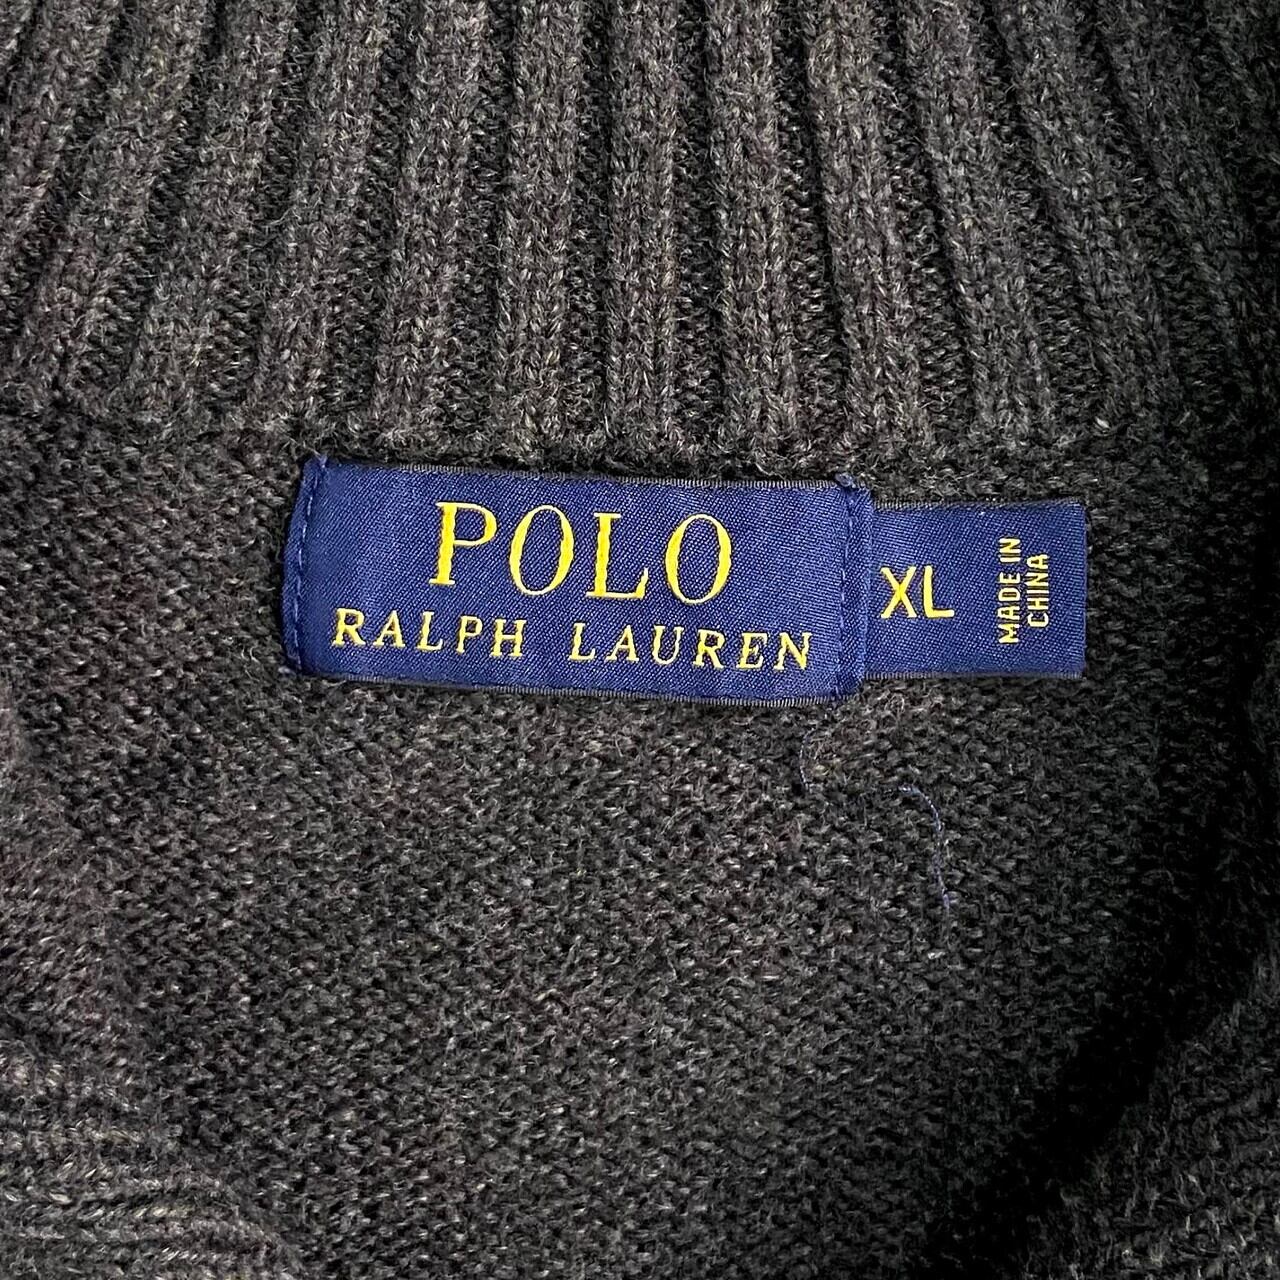 POLO
RALPH LAUREN
XL
MADE IN
CHINA